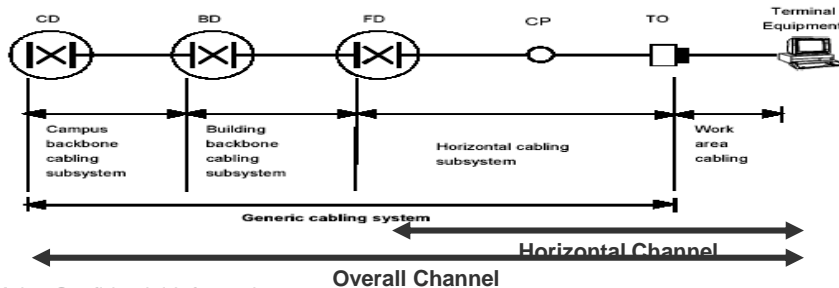 CD BD FD CP TO Terminal Equipment
Campus backbone cabling subsystem
Building backbone cabling subsystem
Horizontal cabling subsystem
Work area cabling
Generic cabling system
Horizontal Channel
Overall Channel